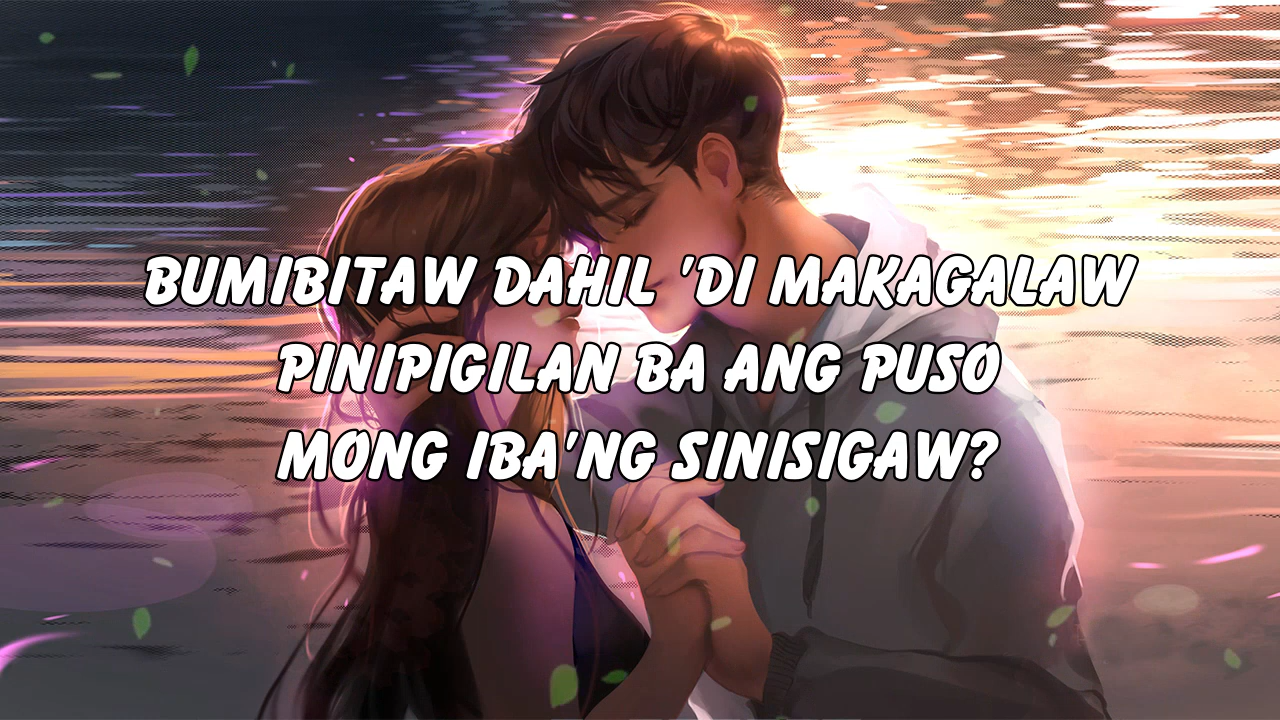 BUMIBITAW DAHIL 'DI MAKAGALAW
PINIPIGILAN BA ANG PUSO
MONG IBA'NG SINISIGAW?